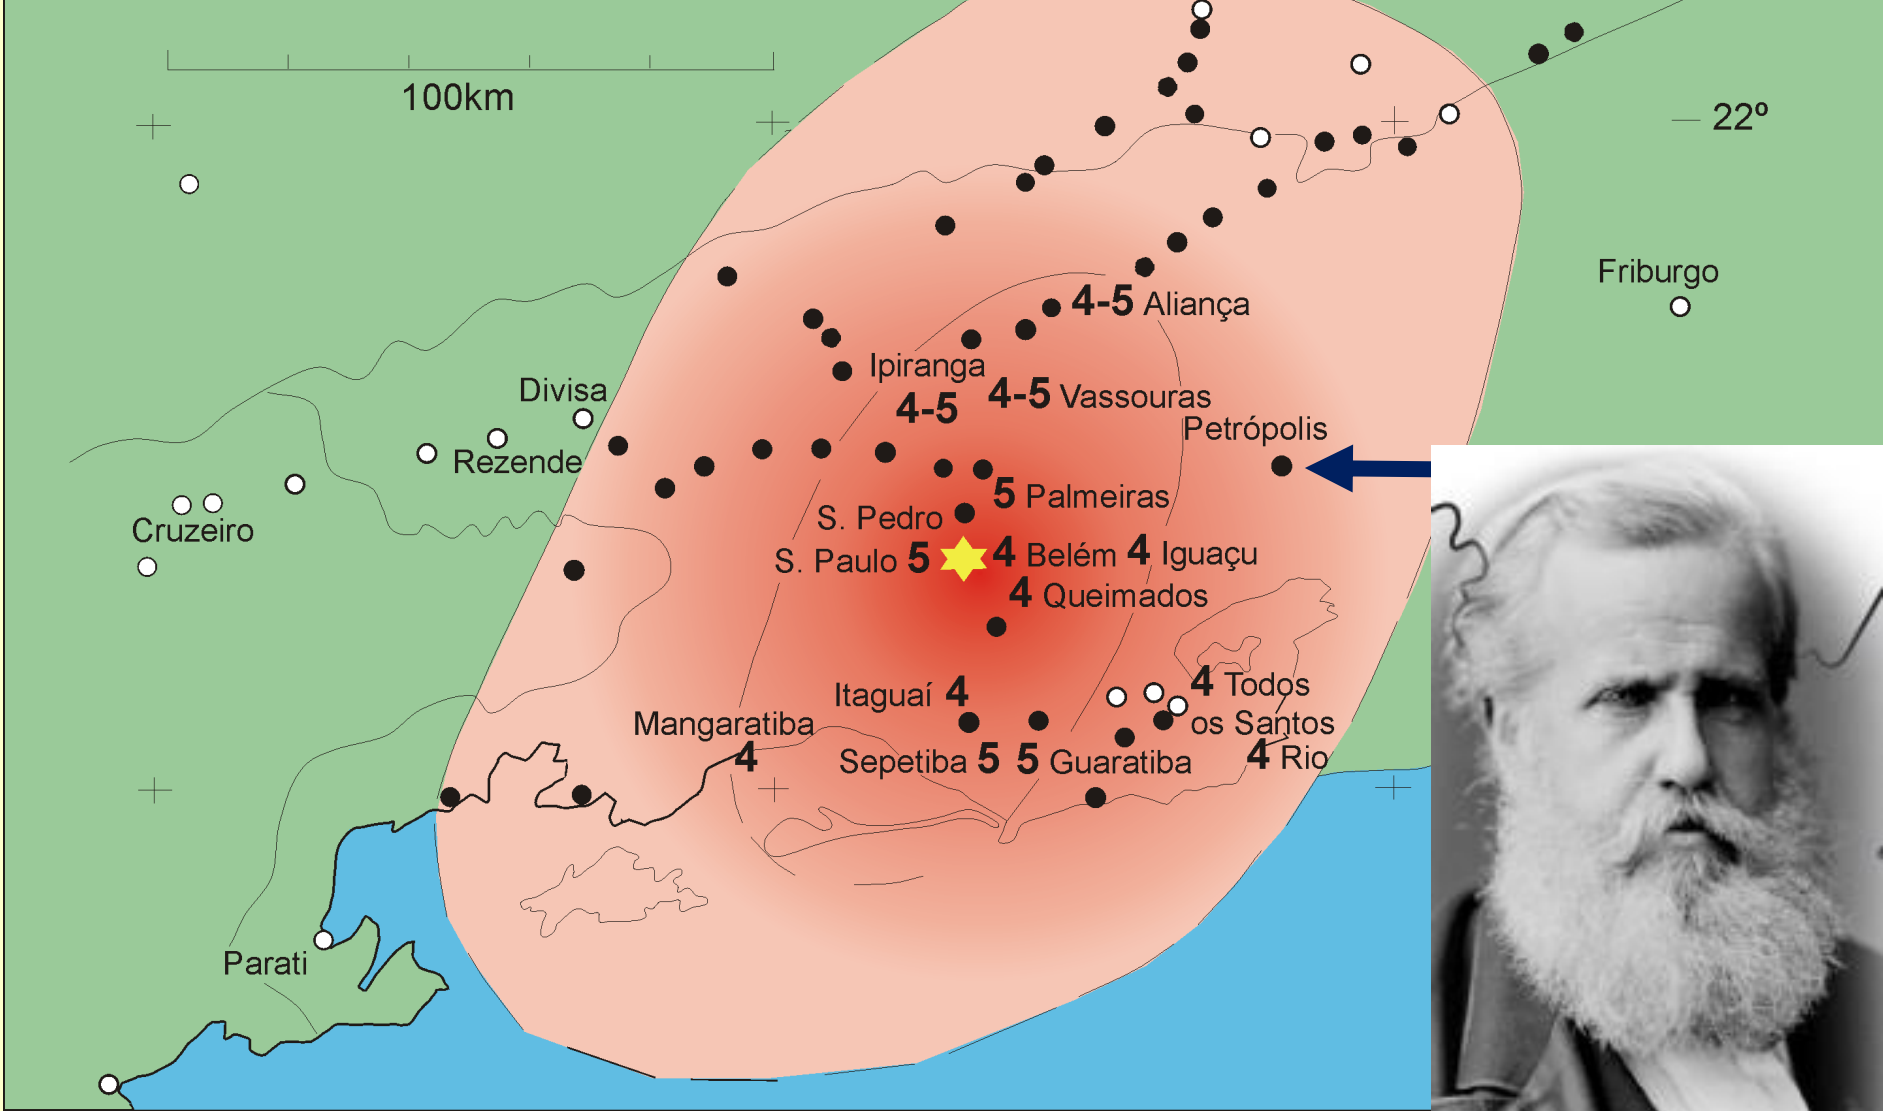 100km
22º
Friburgo
4-5 Aliança
Ipiranga
4-5
4-5 Vassouras
Divisa
Petrópolis
Rezende
5 Palmeiras
S. Pedro
Cruzeiro
S. Paulo 5
4 Belém
4 Iguaçu
4 Queimados
Itaguaí 4
4 Todos
os Santos
Mangaratiba
4
Sepetiba 5
5 Guaratiba
4 Rio
Parati